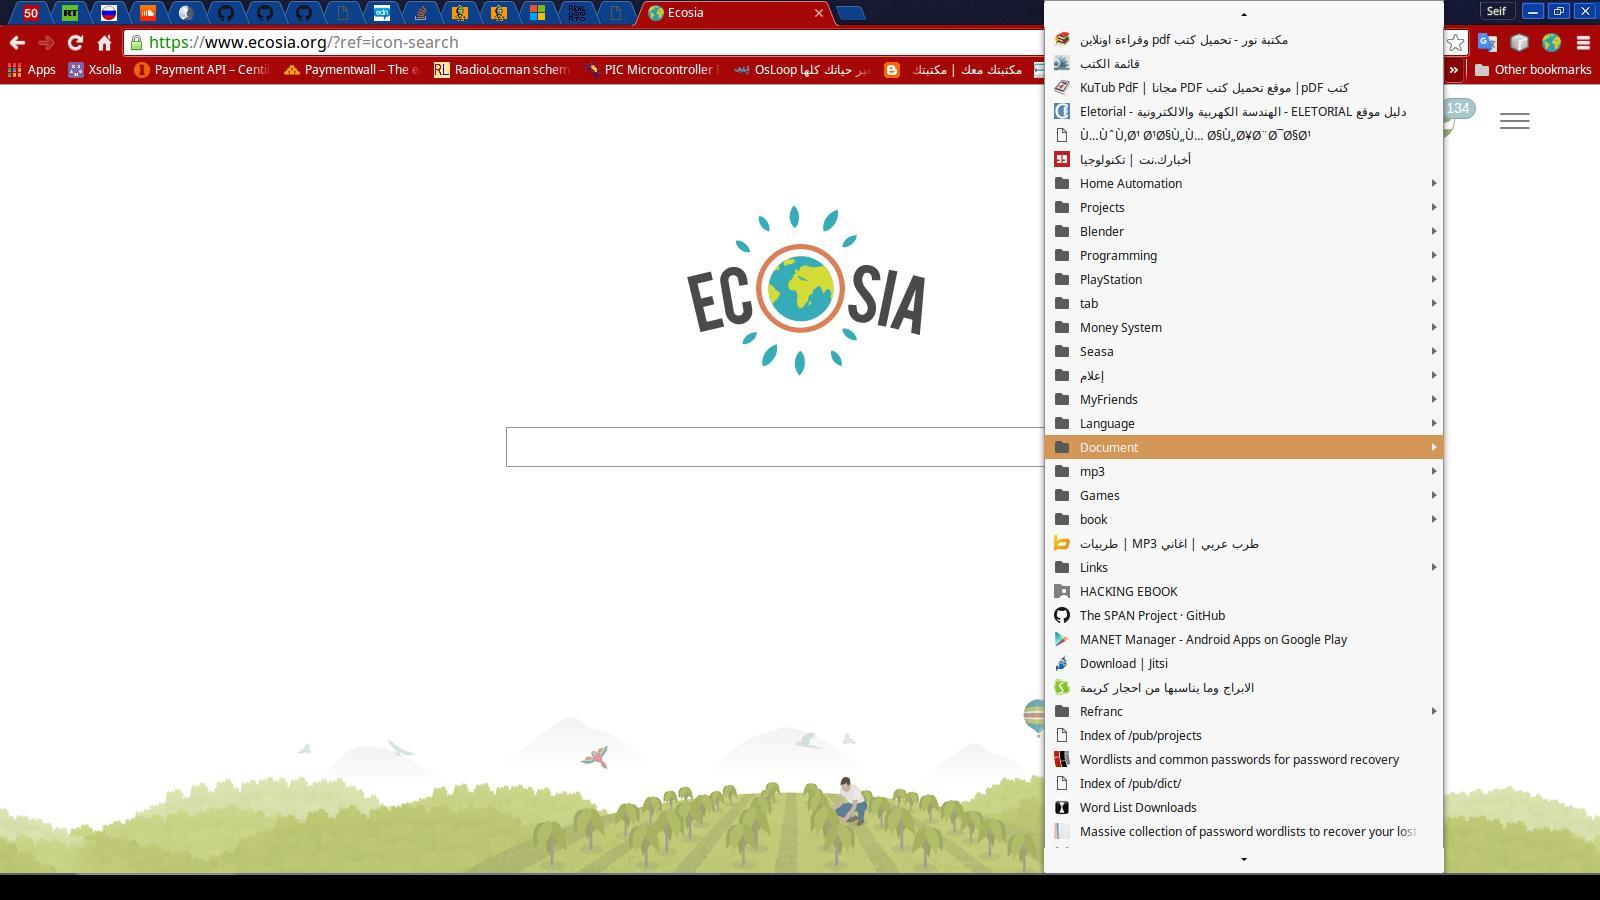 50
RT
edn
Ecosia
Seif
https://www.ecosia.org/?ref=icon-search
Apps
Xsolla
Payment API – Centi
Paymentwall – The e
RL RadioLocman schem
PIC Microcontroller F
OsLoop غير حياتك كلها
مكتبتك معك | مكتبتك
»
Other bookmarks
134
ECOSIA
مكتبة نور - تحميل كتب pdf وقراءة اونلاين
قائمة الكتب
KuTub PdF | موقع تحميل كتب PDF مجانا |pDF كتب
Eletorial - الهندسة الكهربية والالكترونية - ELETORIAL دليل موقع
أخبارك.نت | تكنولوجيا
Home Automation
Projects
Blender
Programming
PlayStation
tab
Money System
Seasa
إعلام
MyFriends
Language
Document
mp3
Games
book
طرب عربي | اغاني MP3 | طربيات
Links
HACKING EBOOK
The SPAN Project · GitHub
MANET Manager - Android Apps on Google Play
Download | Jitsi
الابراج وما يناسبها من احجار كريمة
Refranc
Index of /pub/projects
Wordlists and common passwords for password recovery
Index of /pub/dict/
Word List Downloads
Massive collection of password wordlists to recover your lost